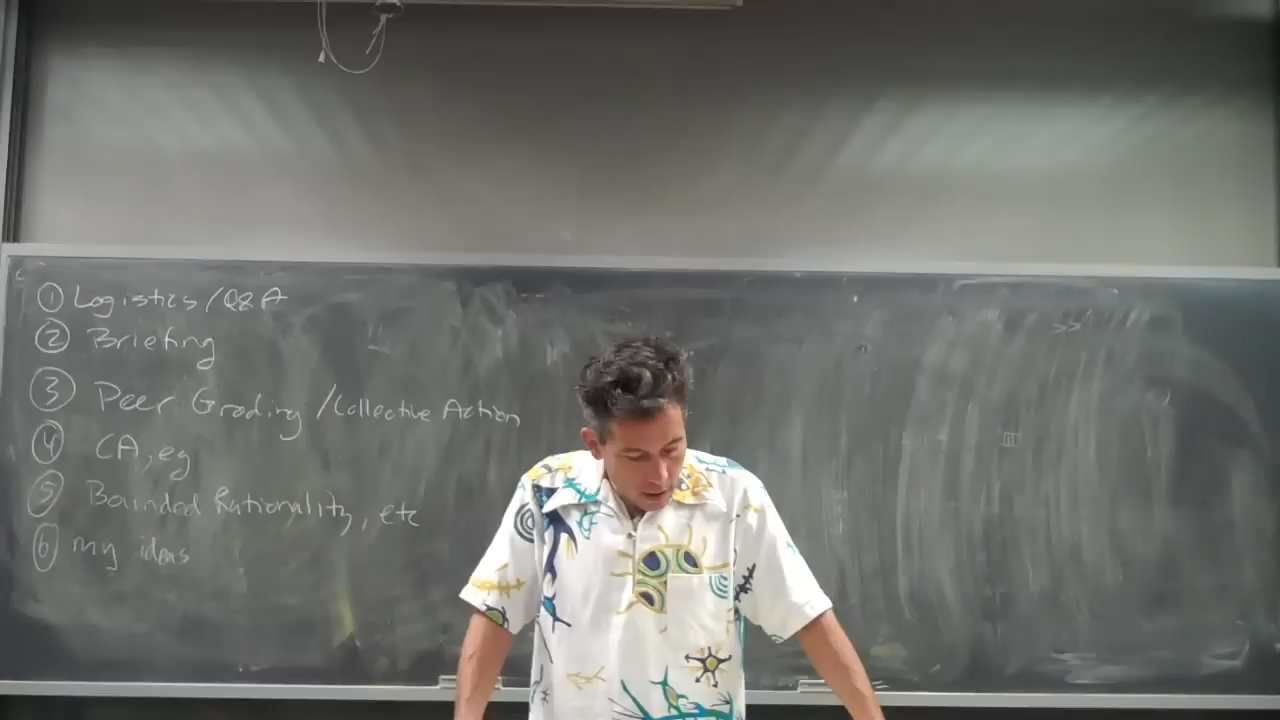 ① Logistics/Q&A
② Briefing
③ Peer Grading/Collective Action
④ CA, eg
⑤ Bounded Rationality, etc
⑥ my ideas